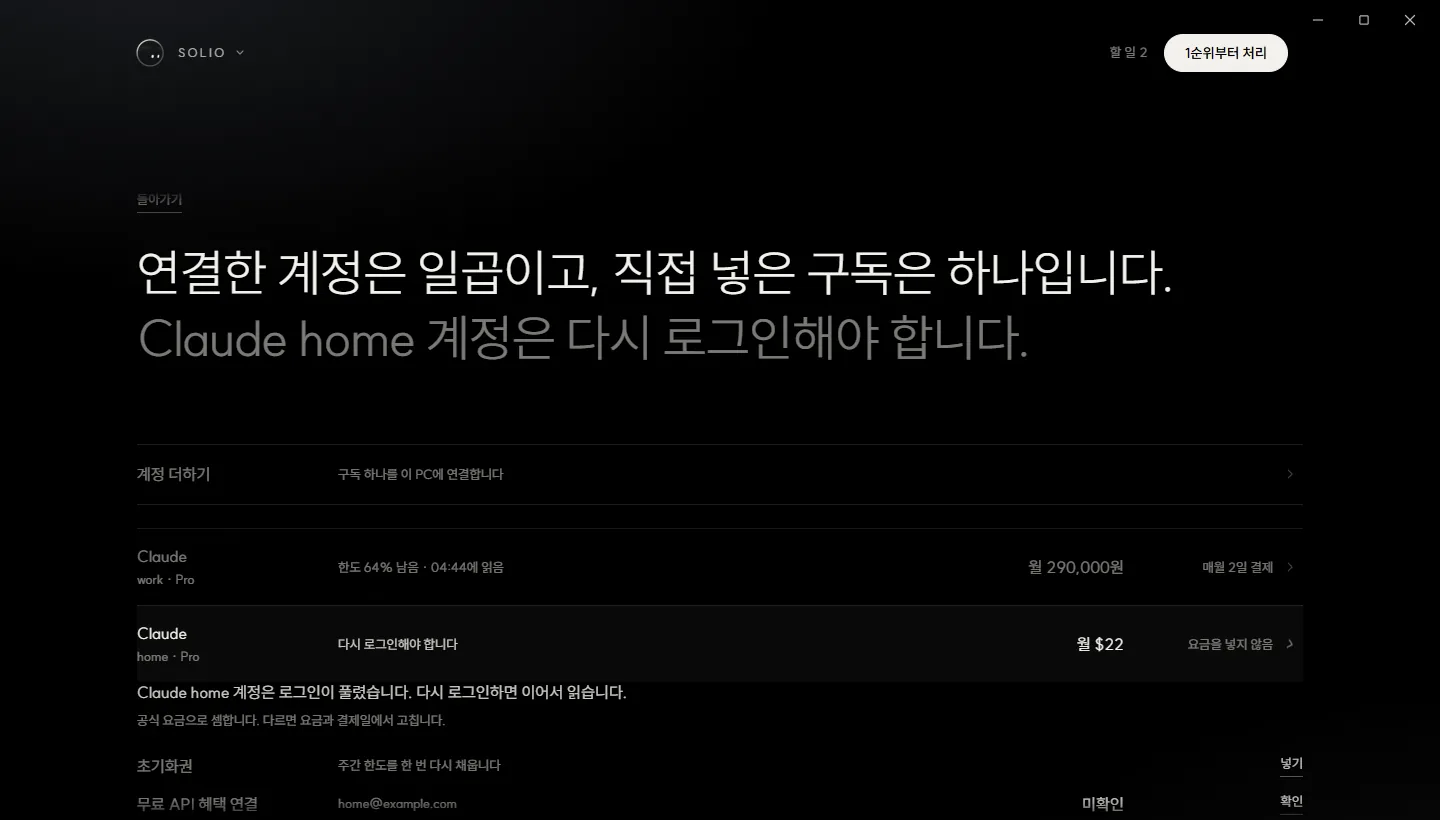 SOLIO
할 일 2
1순위부터 처리
돌아가기
연결한 계정은 일곱이고, 직접 넣은 구독은 하나입니다.
Claude home 계정은 다시 로그인해야 합니다.
계정 더하기 구독 하나를 이 PC에 연결합니다
Claude
work · Pro
한도 64% 남음 · 04:44에 읽음
월 290,000원
매월 2일 결제
Claude
home · Pro
다시 로그인해야 합니다
월 $22
요금을 넣지 않음
Claude home 계정은 로그인이 풀렸습니다. 다시 로그인하면 이어서 읽습니다.
공식 요금으로 셈합니다. 다르면 요금과 결제일에서 고칩니다.
초기화권 주간 한도를 한 번 다시 채웁니다 넣기
무료 API 혜택 연결 home@example.com 미확인 확인